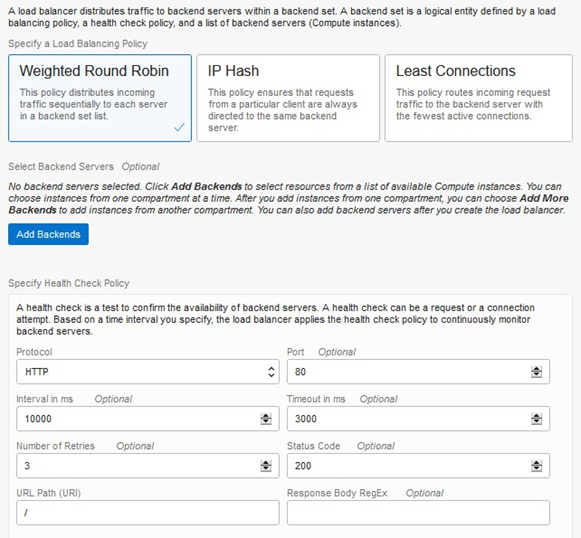 A load balancer distributes traffic to backend servers within a backend set. A backend set is a logical entity defined by a load
balancing policy, a health check policy, and a list of backend servers (Compute instances).
Specify a Load Balancing Policy
Weighted Round Robin
This policy distributes incoming
traffic sequentially to each server
in a backend set list.
IP Hash
This policy ensures that requests
from a particular client are always
directed to the same backend
server.
Least Connections
This policy routes incoming request
traffic to the backend server with
the fewest active connections.
Select Backend Servers Optional
No backend servers selected. Click Add Backends to select resources from a list of available Compute instances. You can
choose instances from one compartment at a time. After you add instances from one compartment, you can choose Add More
Backends to add instances from another compartment. You can also add backend servers after you create the load balancer.
Add Backends
Specify Health Check Policy
A health check is a test to confirm the availability of backend servers. A health check can be a request or a connection
attempt. Based on a time interval you specify, the load balancer applies the health check policy to continuously monitor
backend servers.
Protocol
HTTP
Port Optional
80
Interval in ms Optional
10000
Timeout in ms Optional
3000
Number of Retries Optional
3
Status Code Optional
200
URL Path (URI)
/
Response Body RegEx Optional